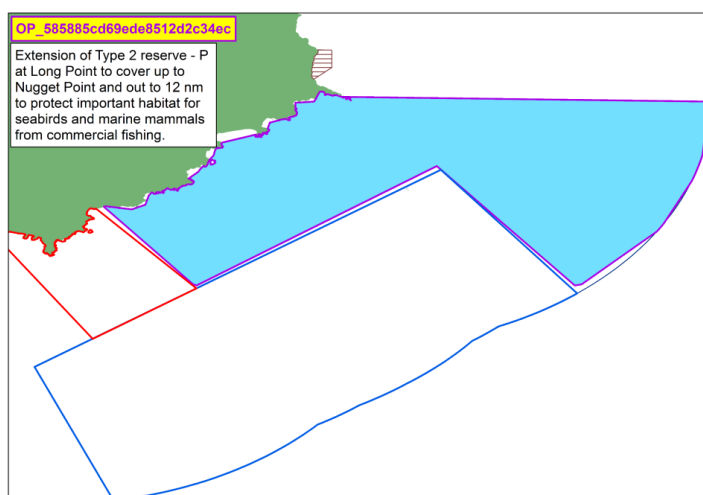 OP_585885cd69ede8512d2c34ec
Extension of Type 2 reserve - P
at Long Point to cover up to
Nugget Point and out to 12 nm
to protect important habitat for
seabirds and marine mammals
from commercial fishing.